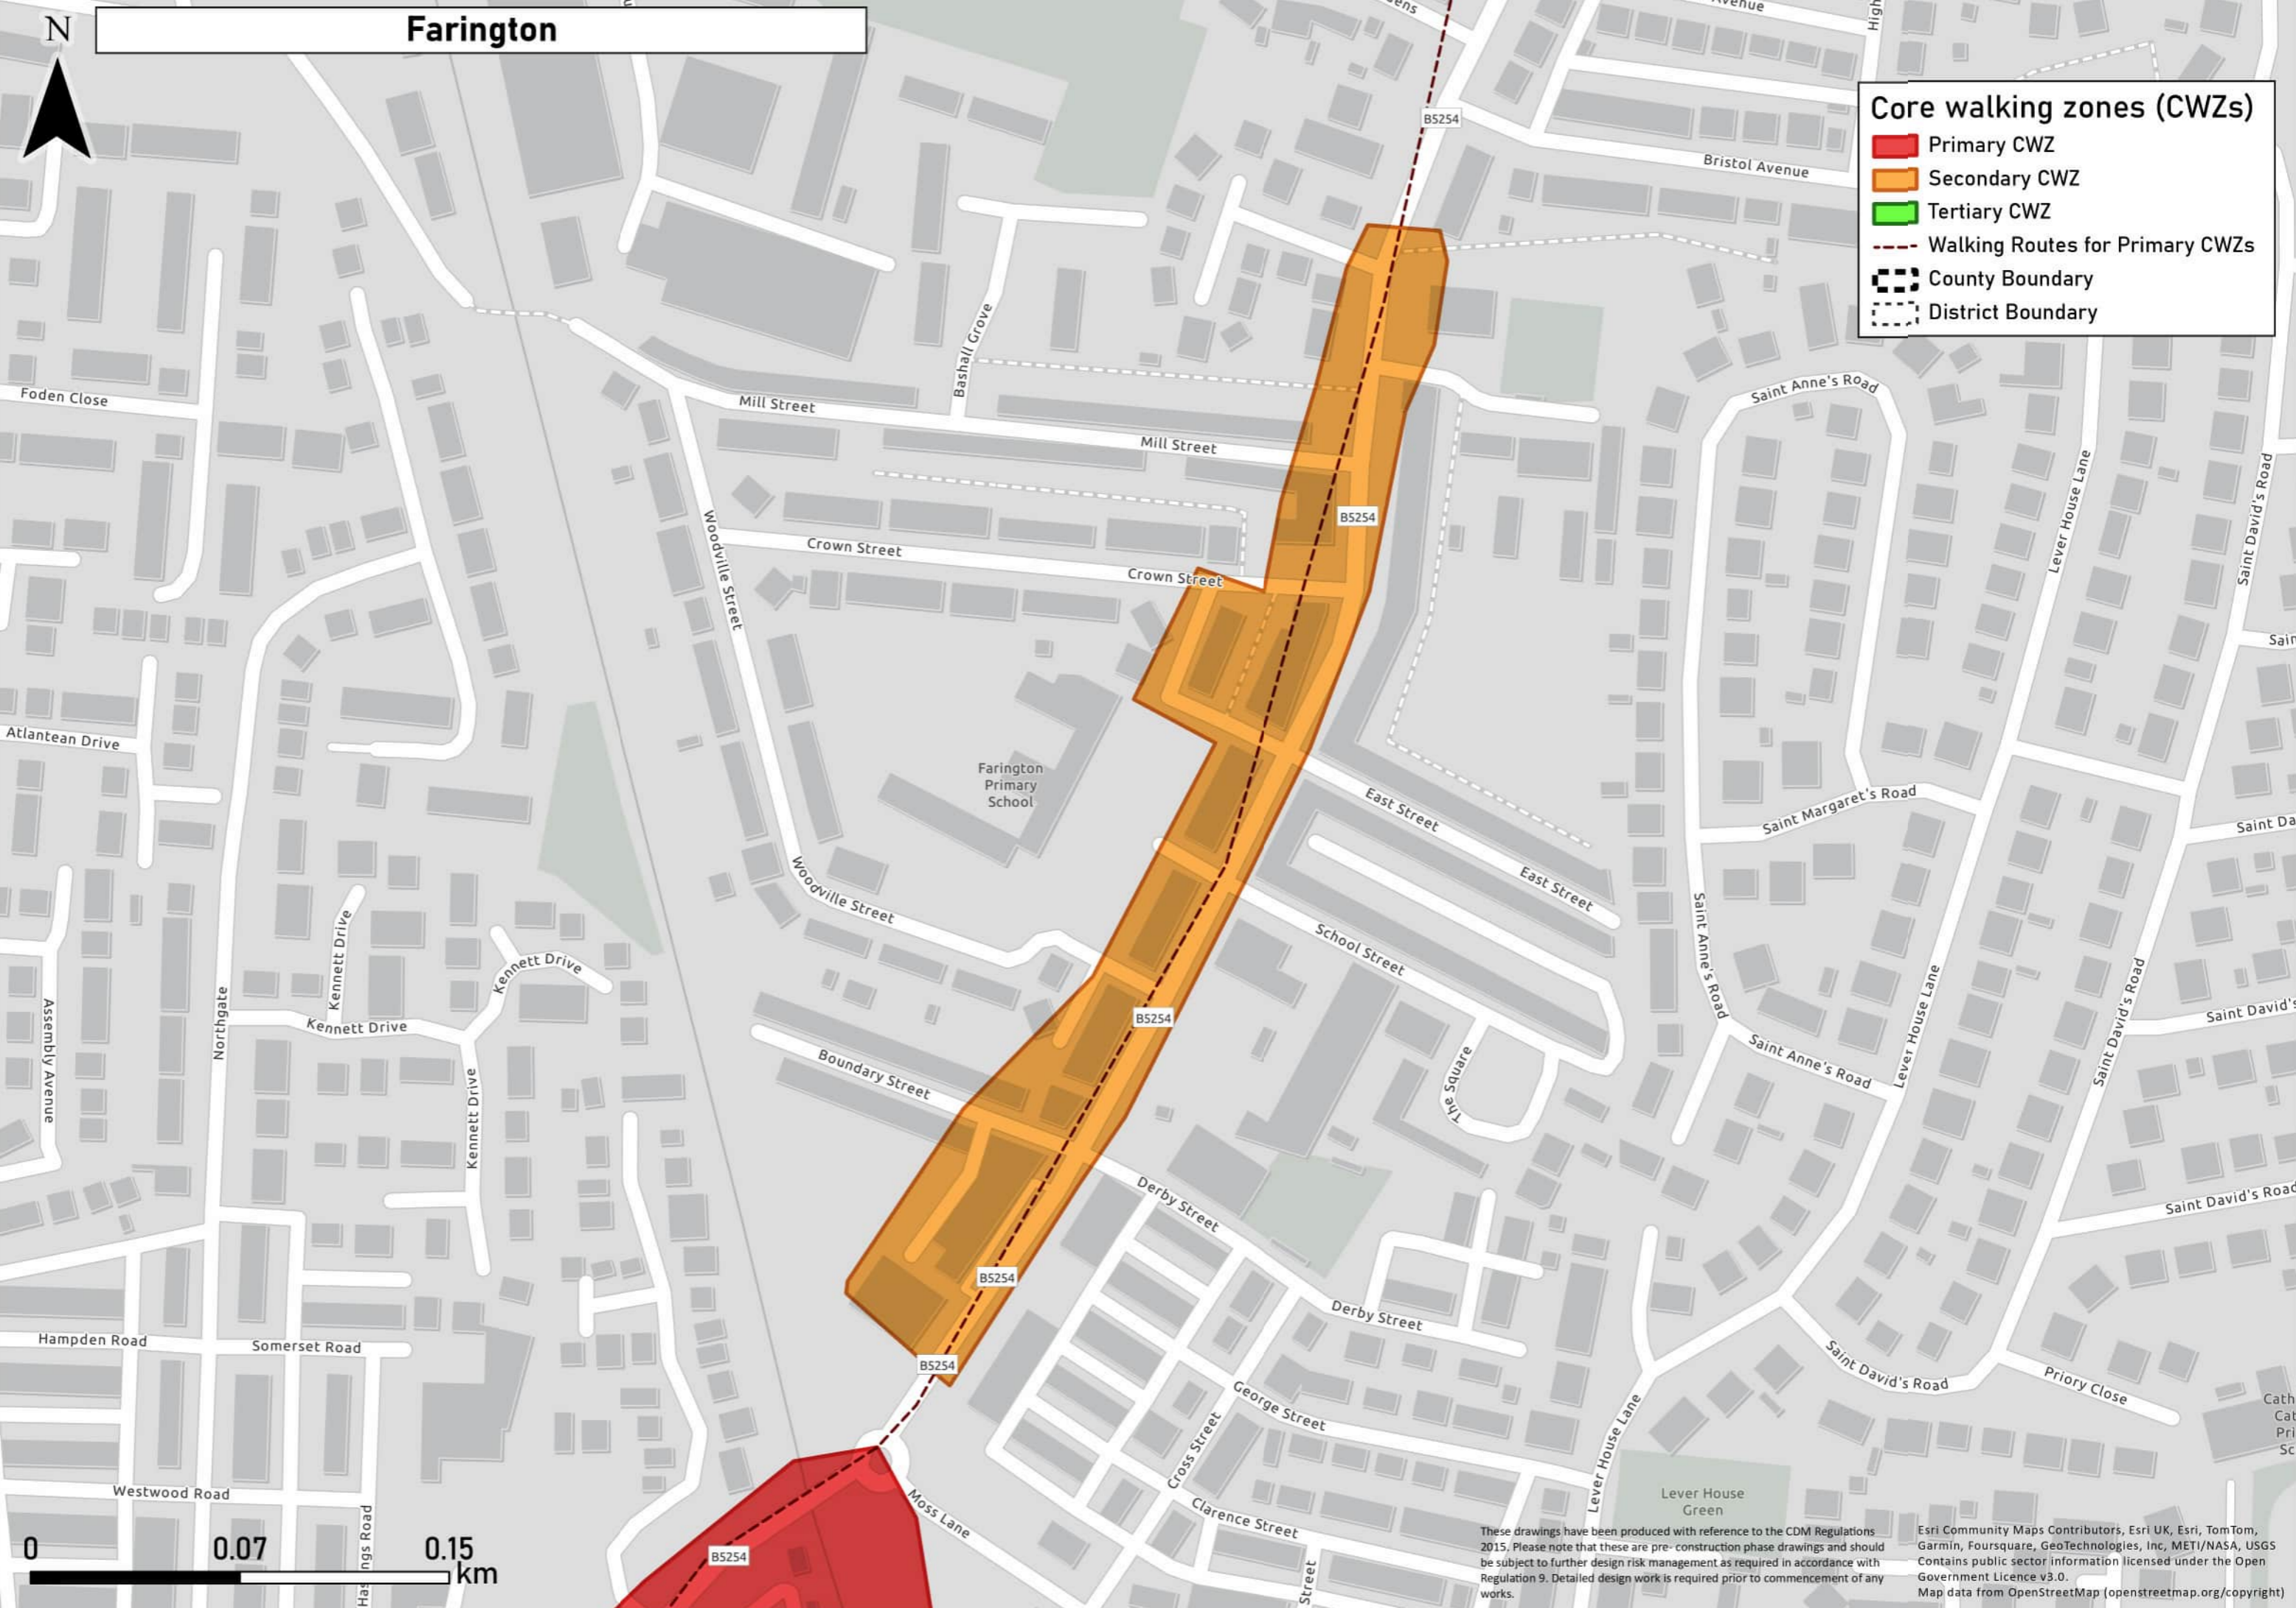 N
Farington
Core walking zones (CWZs)
Primary CWZ
Secondary CWZ
Tertiary CWZ
Walking Routes for Primary CWZs
County Boundary
District Boundary
Avenue
B5254
Bristol Avenue
Foden Close
Bashall Grove
Mill Street
Mill Street
Saint Anne's Road
Lever House Lane
Saint David's Road
B5254
Woodville Street
Crown Street
Crown Street
Atlantean Drive
Farington
Primary
School
East Street
East Street
Saint Margaret's Road
Woodville Street
School Street
Saint Anne's Road
Kennett Drive
Kennett Drive
Kennett Drive
Kennett Drive
Northgate
Assembly Avenue
B5254
Boundary Street
The Square
Saint Anne's Road
Lever House Lane
Saint David's Road
Saint David's Road
Derby Street
B5254
Derby Street
Hampden Road
Somerset Road
B5254
Saint David's Road
Priory Close
George Street
Cross Street
Lever House Lane
Westwood Road
Moss Lane
Clarence Street
Lever House
Green
B5254
Street
0 0.07 0.15
km
These drawings have been produced with reference to the CDM Regulations
2015. Please note that these are pre- construction phase drawings and should
be subject to further design risk management as required in accordance with
Regulation 9. Detailed design work is required prior to commencement of any
works.
Esri Community Maps Contributors, Esri UK, Esri, TomTom,
Garmin, Foursquare, GeoTechnologies, Inc, METI/NASA, USGS
Contains public sector information licensed under the Open
Government Licence v3.0.
Map data from OpenStreetMap (openstreetmap.org/copyright)